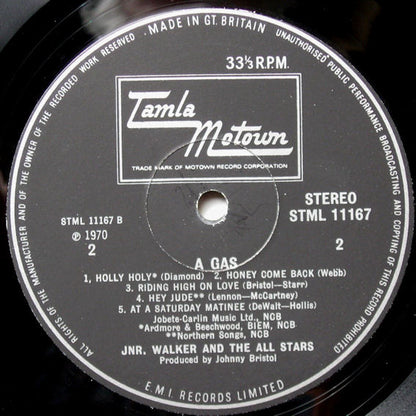 MADE IN GT. BRITAIN
UNAUTHORISED PUBLIC PERFORMANCE, BROADCASTING AND COPYING OF THIS RECORD PROHIBITED
ALL RIGHTS OF THE MANUFACTURER AND OF THE OWNER OF THE RECORDED WORK RESERVED
33⅓ R.P.M.
Tamla
Motown
TRADE MARK OF MOTOWN RECORD CORPORATION
STML 11167 B
℗ 1970
2
STEREO
STML 11167
2
A GAS
1, HOLLY HOLY* (Diamond) 2. HONEY COME BACK (Webb)
3. RIDING HIGH ON LOVE (Bristol—Starr)
4. HEY JUDE** (Lennon—McCartney)
5. AT A SATURDAY MATINEE (DeWalt—Hollis)
Jobete-Carlin Music Ltd., NCB
*Ardmore & Beechwood, BIEM, NCB
**Northern Songs, NCB
JNR. WALKER AND THE ALL STARS
Produced by Johnny Bristol
E.M.I. RECORDS LIMITED